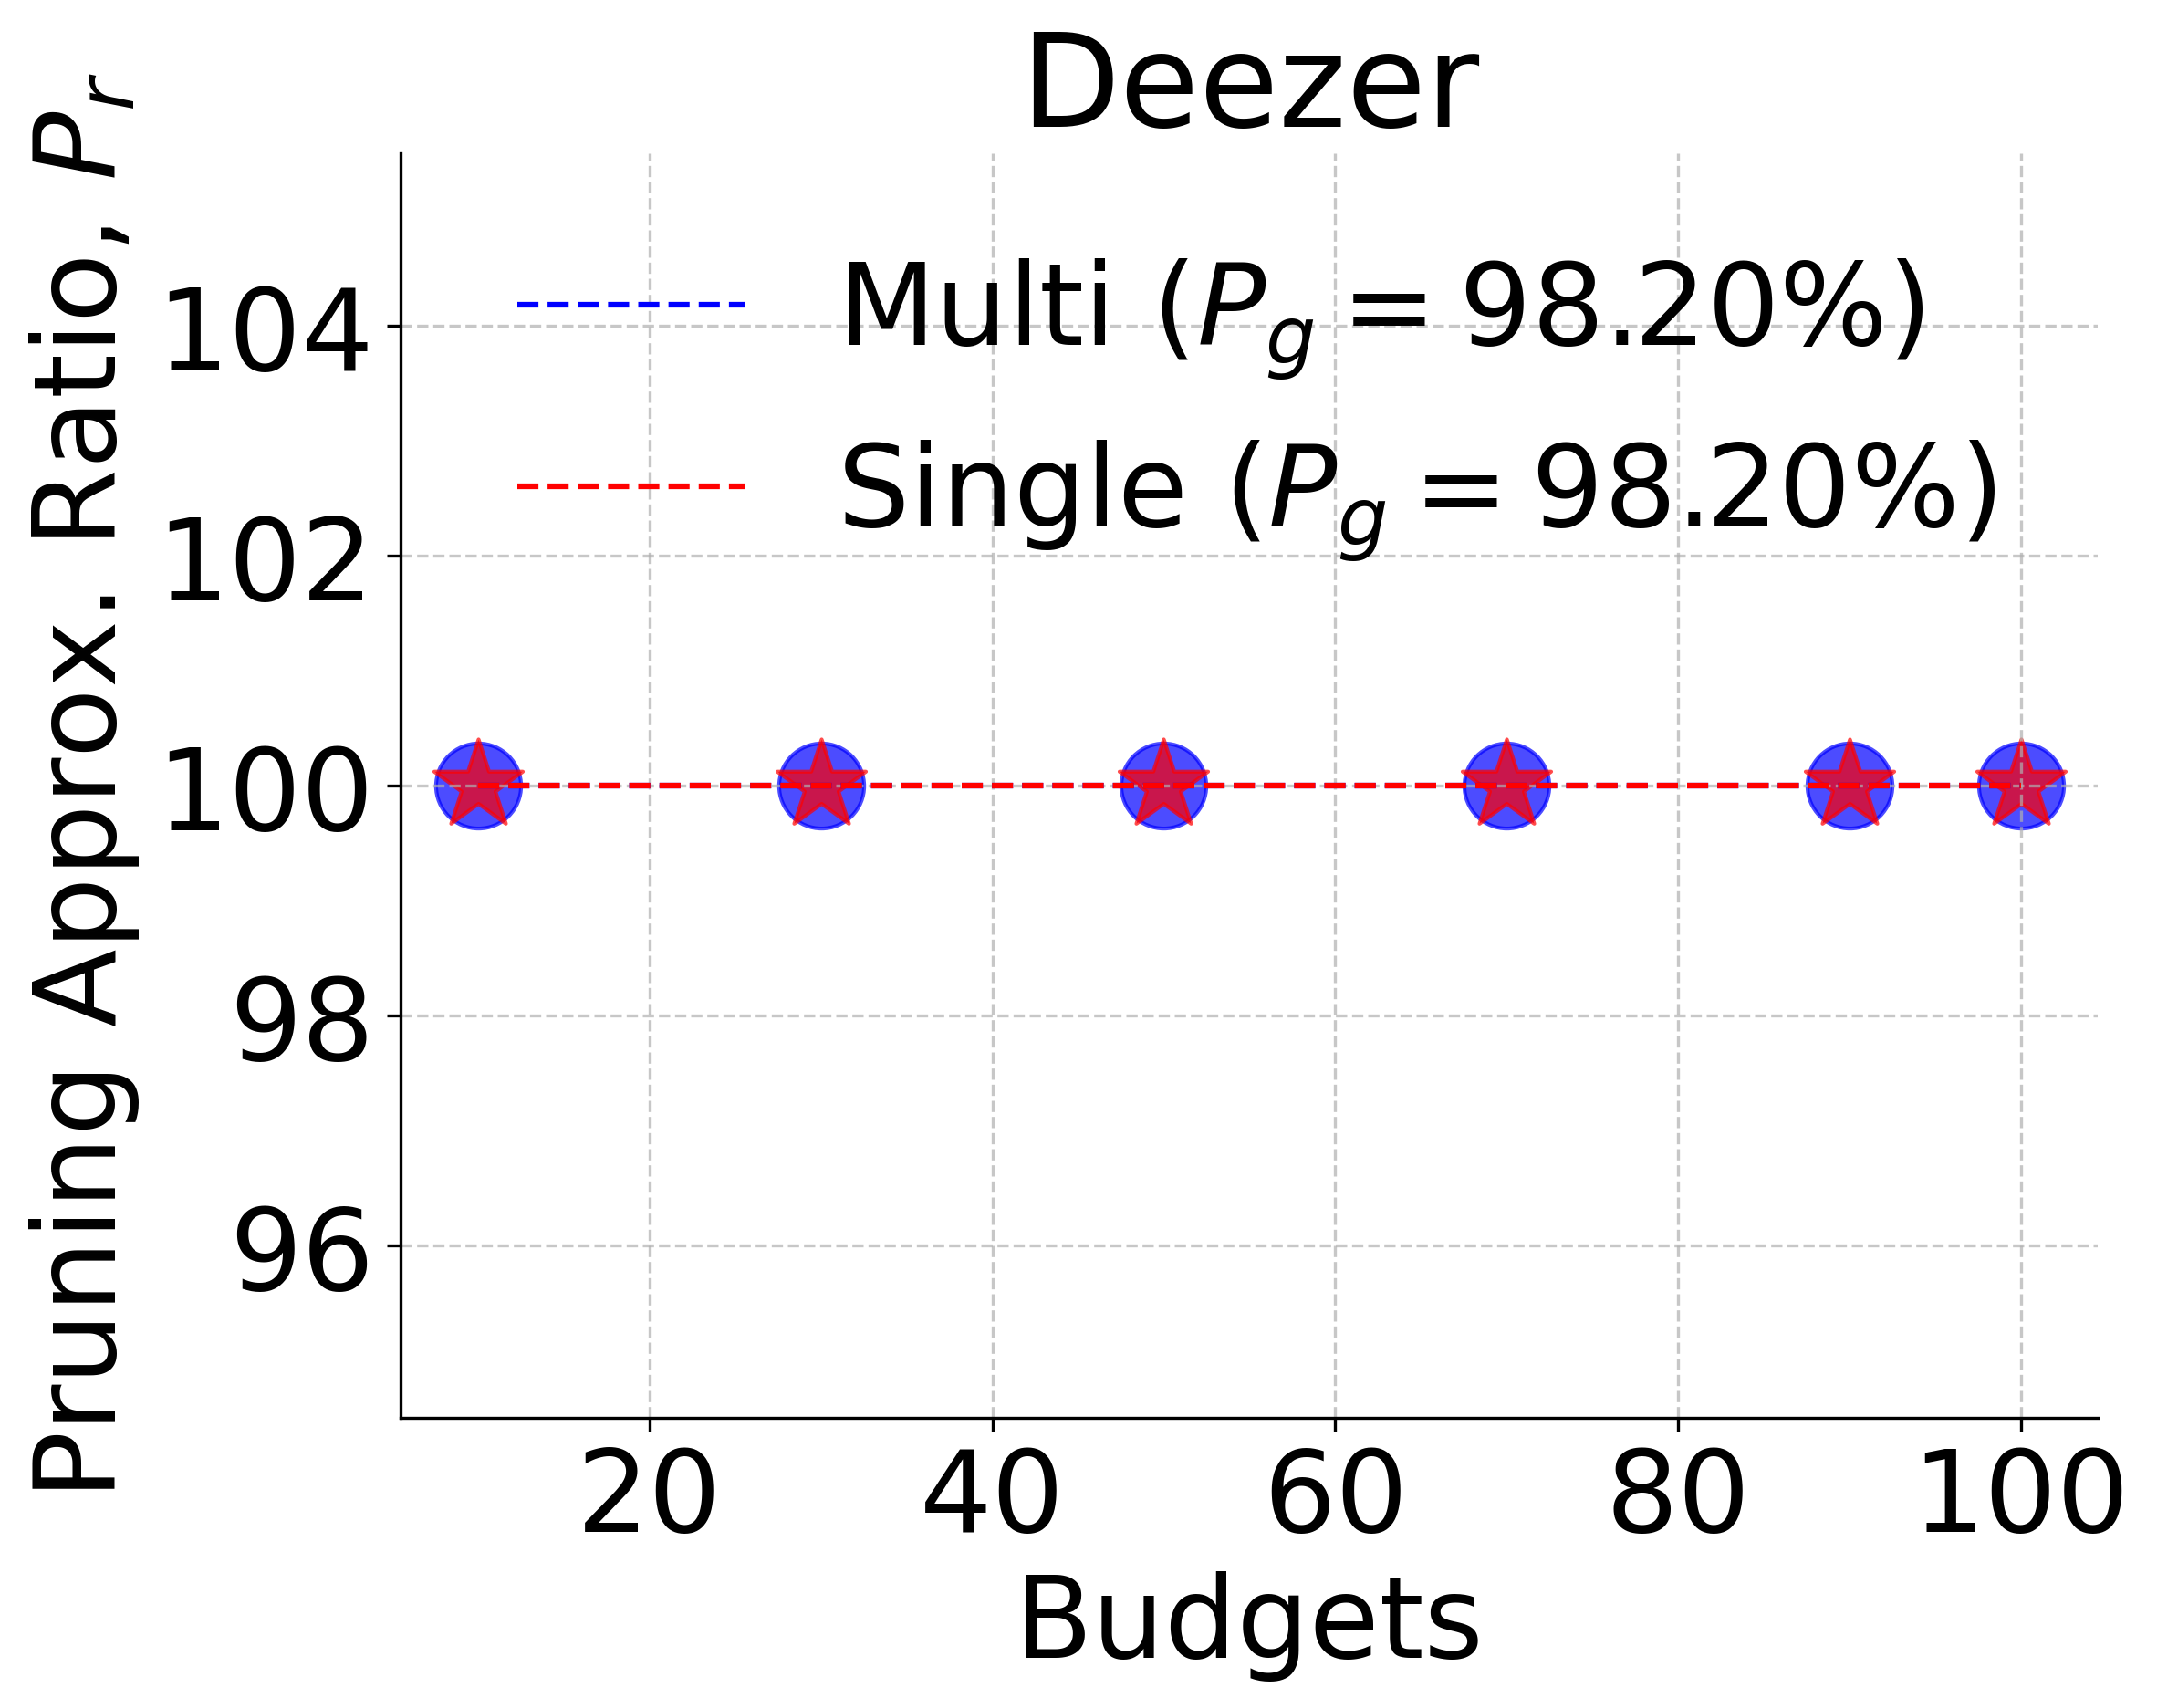 Deezer
Pruning Approx. Ratio, P_r
104
102
100
98
96
Multi (P_g = 98.20%)
Single (P_g = 98.20%)
20 40 60 80 100
Budgets